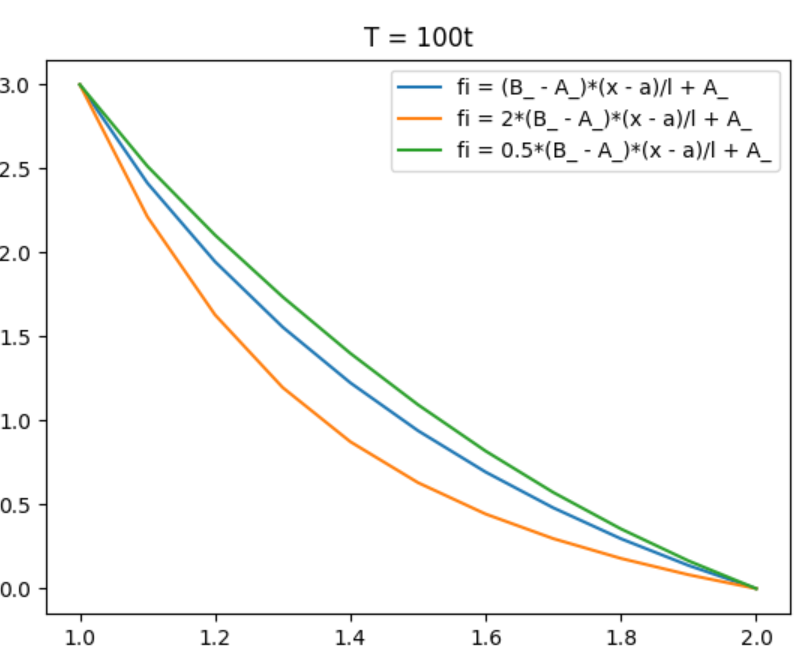 T = 100t
fi = (B_ - A_)*(x - a)/l + A_
fi = 2*(B_ - A_)*(x - a)/l + A_
fi = 0.5*(B_ - A_)*(x - a)/l + A_
3.0
2.5
2.0
1.5
1.0
0.5
0.0
1.0 1.2 1.4 1.6 1.8 2.0